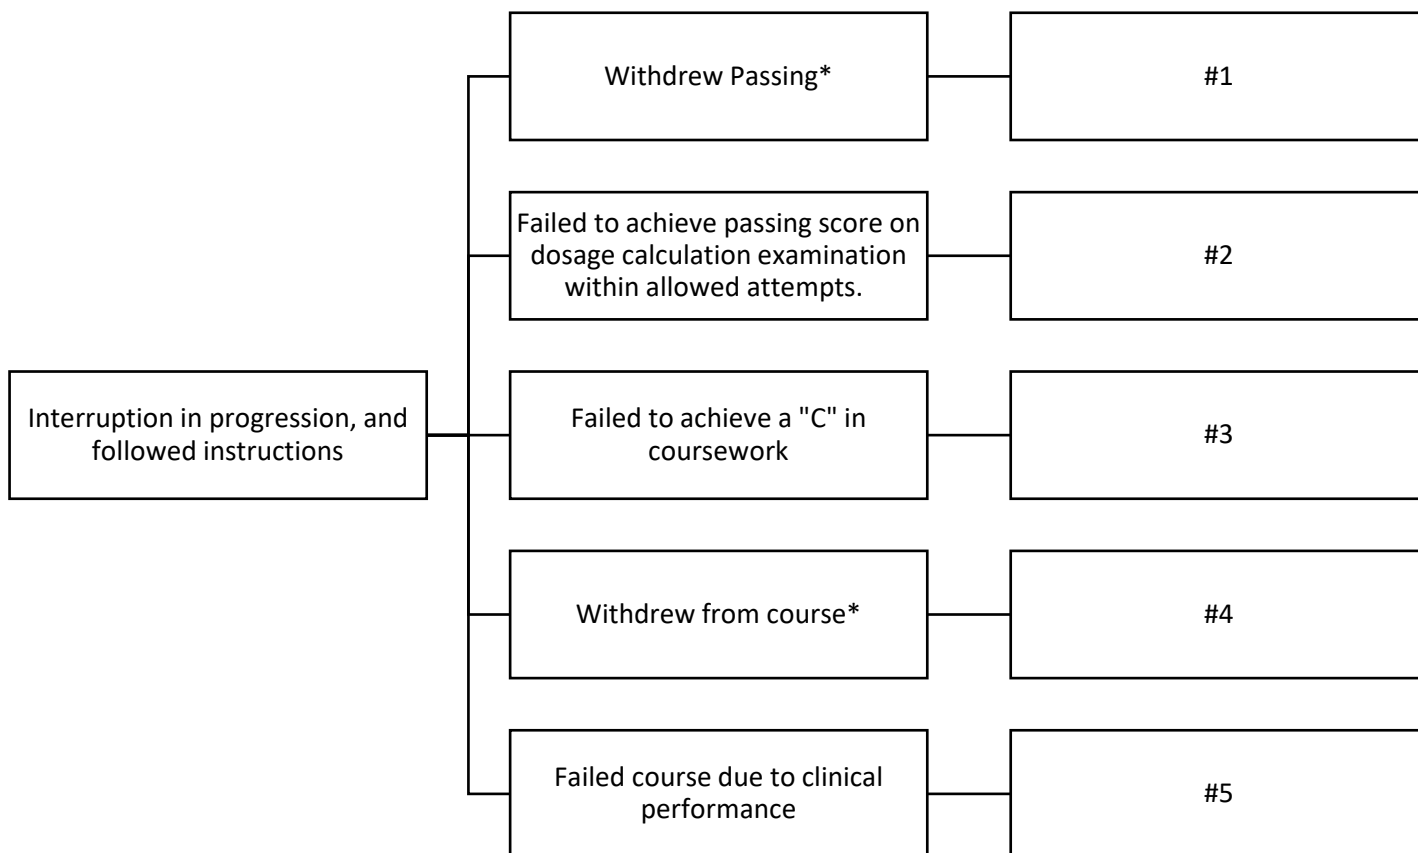 Withdrew Passing*
#1
Failed to achieve passing score on
dosage calculation examination
within allowed attempts.
#2
Interruption in progression, and
followed instructions
Failed to achieve a "C" in
coursework
#3
Withdrew from course*
#4
Failed course due to clinical
performance
#5